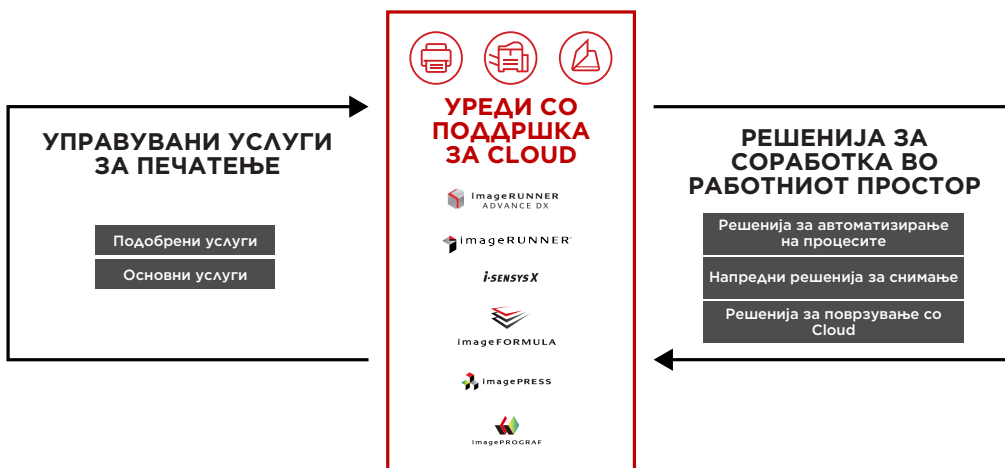 УПРАВУВАНИ УСЛУГИ
ЗА ПЕЧАТЕЊЕ
Подобрени услуги
Основни услуги
УРЕДИ СО
ПОДДРШКА
ЗА CLOUD
imageRUNNER
ADVANCE DX
imageRUNNER
i-SENSYS X
imageFORMULA
imagePRESS
imagePROGRAF
РЕШЕНИЈА ЗА
СОРАБОТКА ВО
РАБОТНИОТ ПРОСТОР
Решенија за автоматизирање
на процесите
Напредни решенија за снимање
Решенија за поврзување со
Cloud